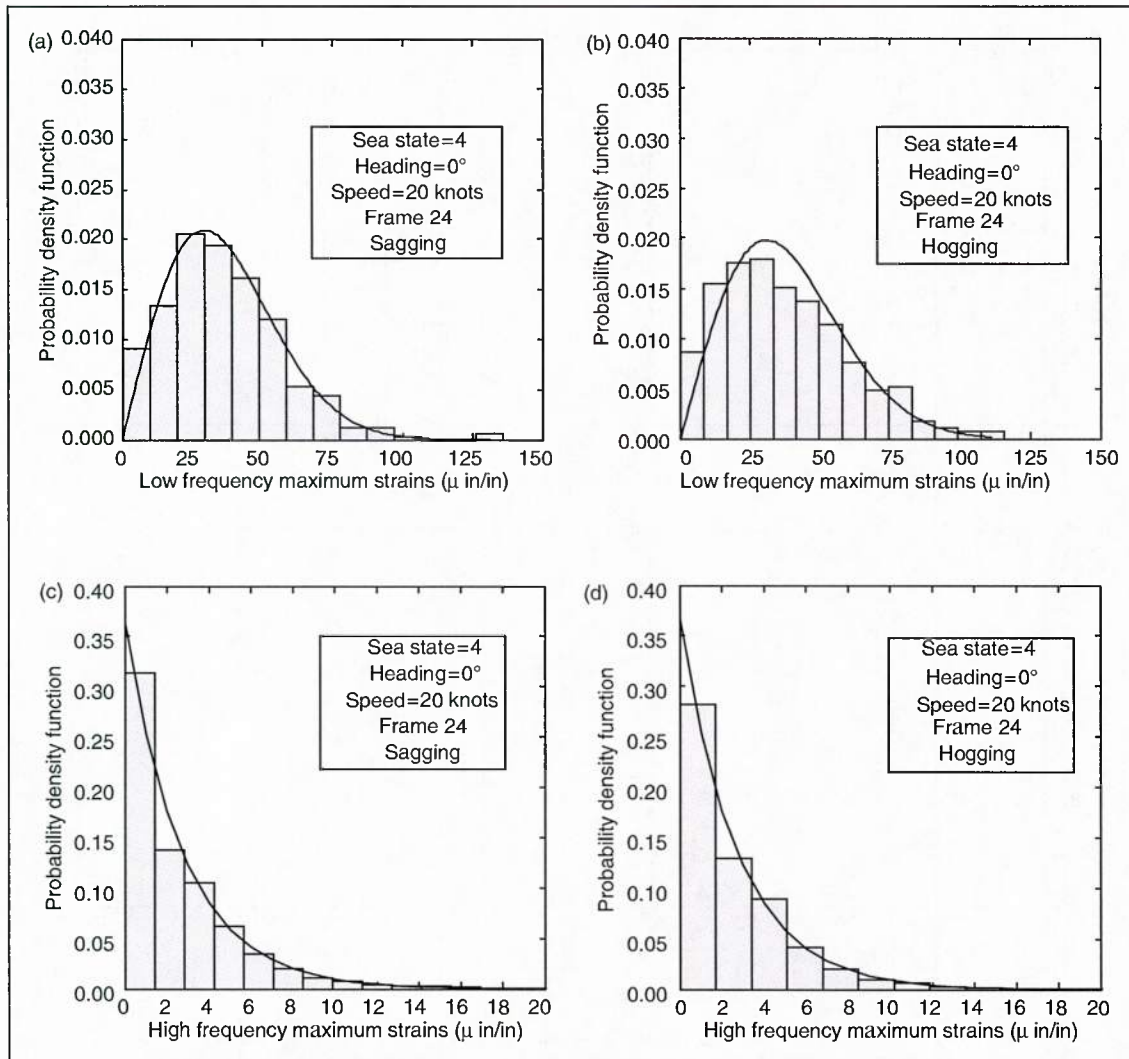 (a)
0.040
0.035
0.030
0.025
0.020
0.015
0.010
0.005
0.000
Probability density function
Sea state=4
Heading=0°
Speed=20 knots
Frame 24
Sagging
0 25 50 75 100 125 150
Low frequency maximum strains (μ in/in)
(b)
0.040
0.035
0.030
0.025
0.020
0.015
0.010
0.005
0.000
Probability density function
Sea state=4
Heading=0°
Speed=20 knots
Frame 24
Hogging
0 25 50 75 100 125 150
Low frequency maximum strains (μ in/in)
(c)
0.40
0.35
0.30
0.25
0.20
0.15
0.10
0.05
0.00
Probability density function
Sea state=4
Heading=0°
Speed=20 knots
Frame 24
Sagging
0 2 4 6 8 10 12 14 16 18 20
High frequency maximum strains (μ in/in)
(d)
0.40
0.35
0.30
0.25
0.20
0.15
0.10
0.05
0.00
Probability density function
Sea state=4
Heading=0°
Speed=20 knots
Frame 24
Hogging
0 2 4 6 8 10 12 14 16 18 20
High frequency maximum strains (μ in/in)